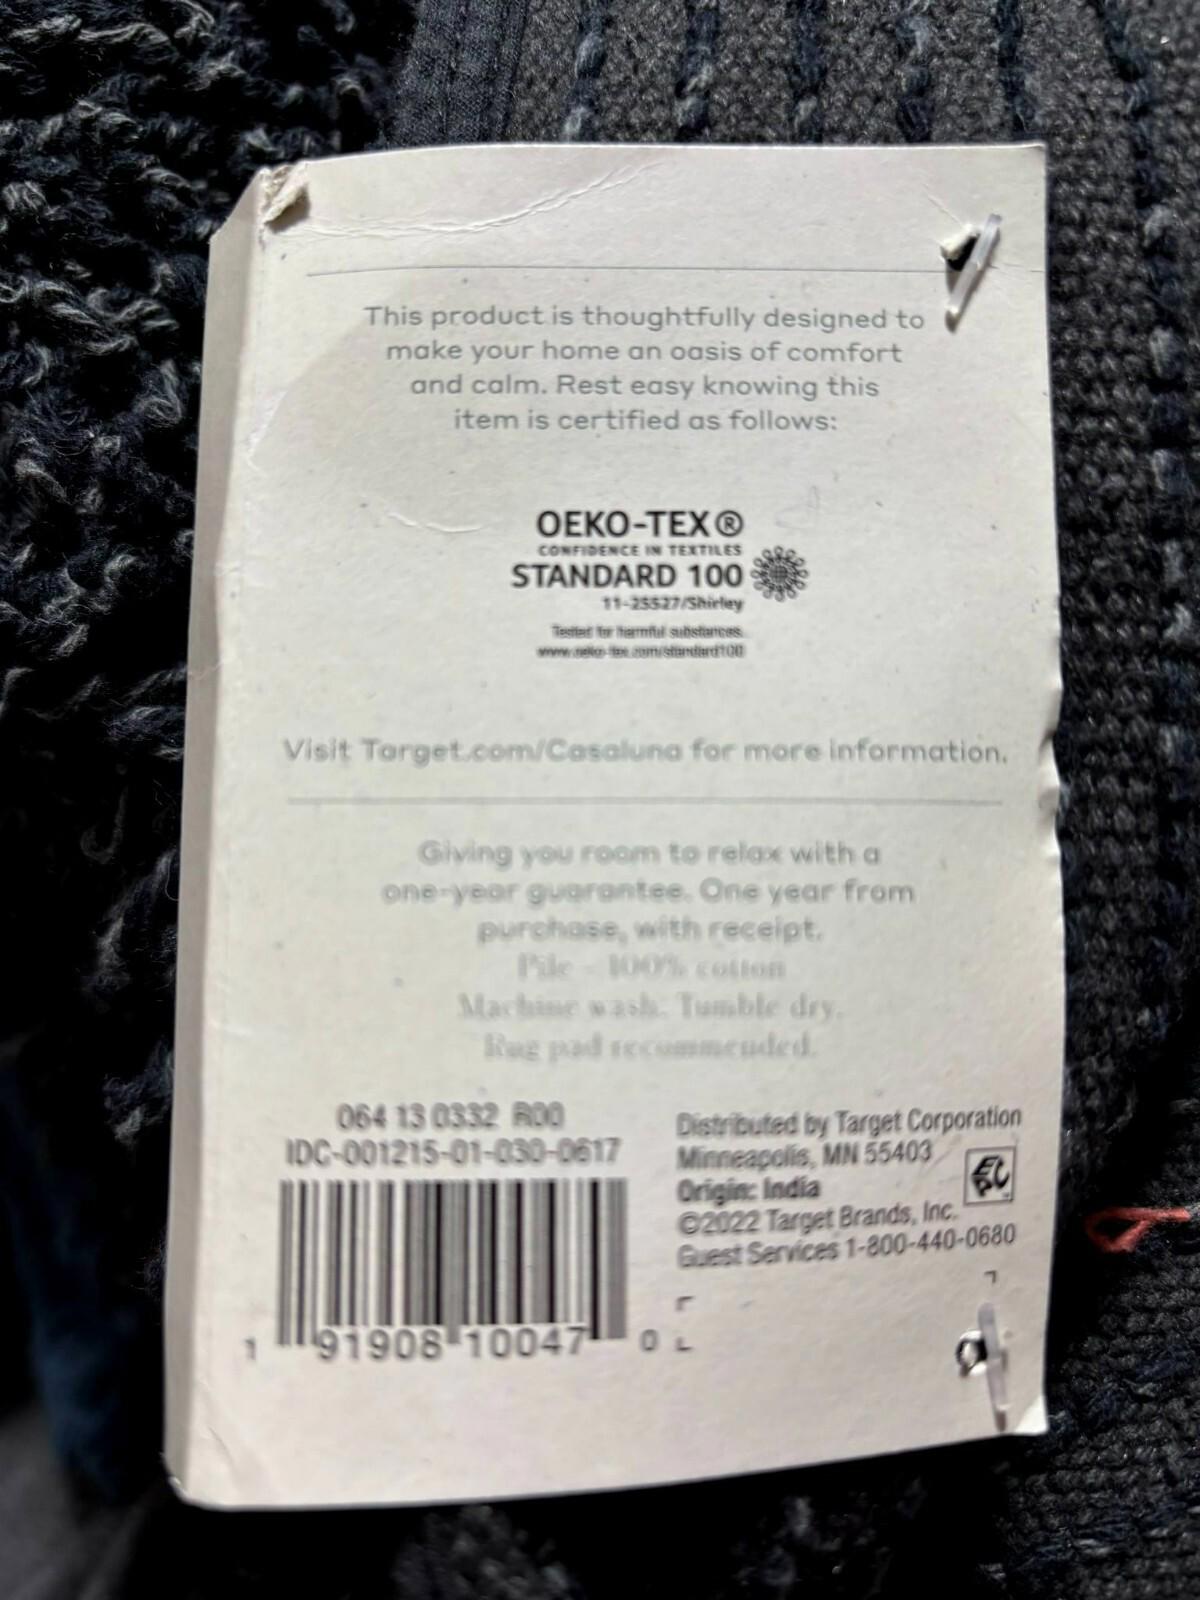 This product is thoughtfully designed to
make your home an oasis of comfort
and calm. Rest easy knowing this
item is certified as follows:
OEKO-TEX®
CONFIDENCE IN TEXTILES
STANDARD 100
11-25527/Shirley
Tested for harmful substances.
www.oeko-tex.com/standard100
Visit Target.com/Casaluna for more information.
Giving you room to relax with a
one-year guarantee. One year from
purchase, with receipt.
Pile - 100% cotton
Machine wash. Tumble dry.
Rug pad recommended.
064 13 0332 R00
IDC-001215-01-030-0617
1 91908 10047 0
Distributed by Target Corporation
Minneapolis, MN 55403
Origin: India
©2022 Target Brands, Inc.
Guest Services 1-800-440-0680
EPC